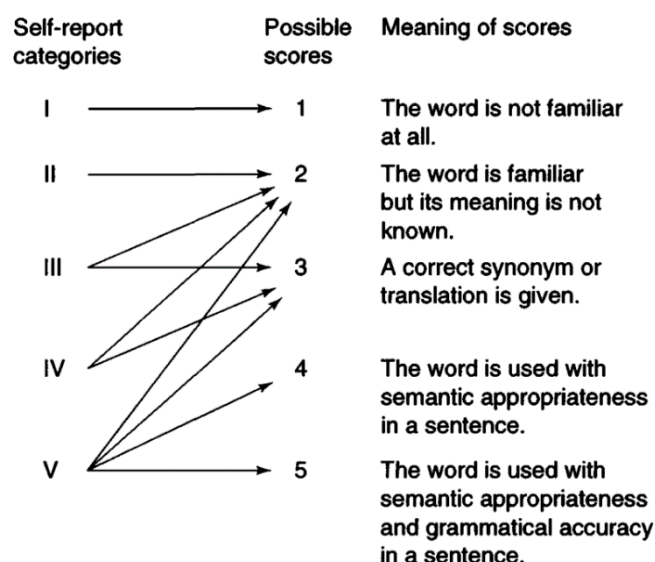 Self-report categories
Possible scores
Meaning of scores
I
1
The word is not familiar
at all.
II
2
The word is familiar
but its meaning is not
known.
III
3
A correct synonym or
translation is given.
IV
4
The word is used with
semantic appropriateness
in a sentence.
V
5
The word is used with
semantic appropriateness
and grammatical accuracy
in a sentence.